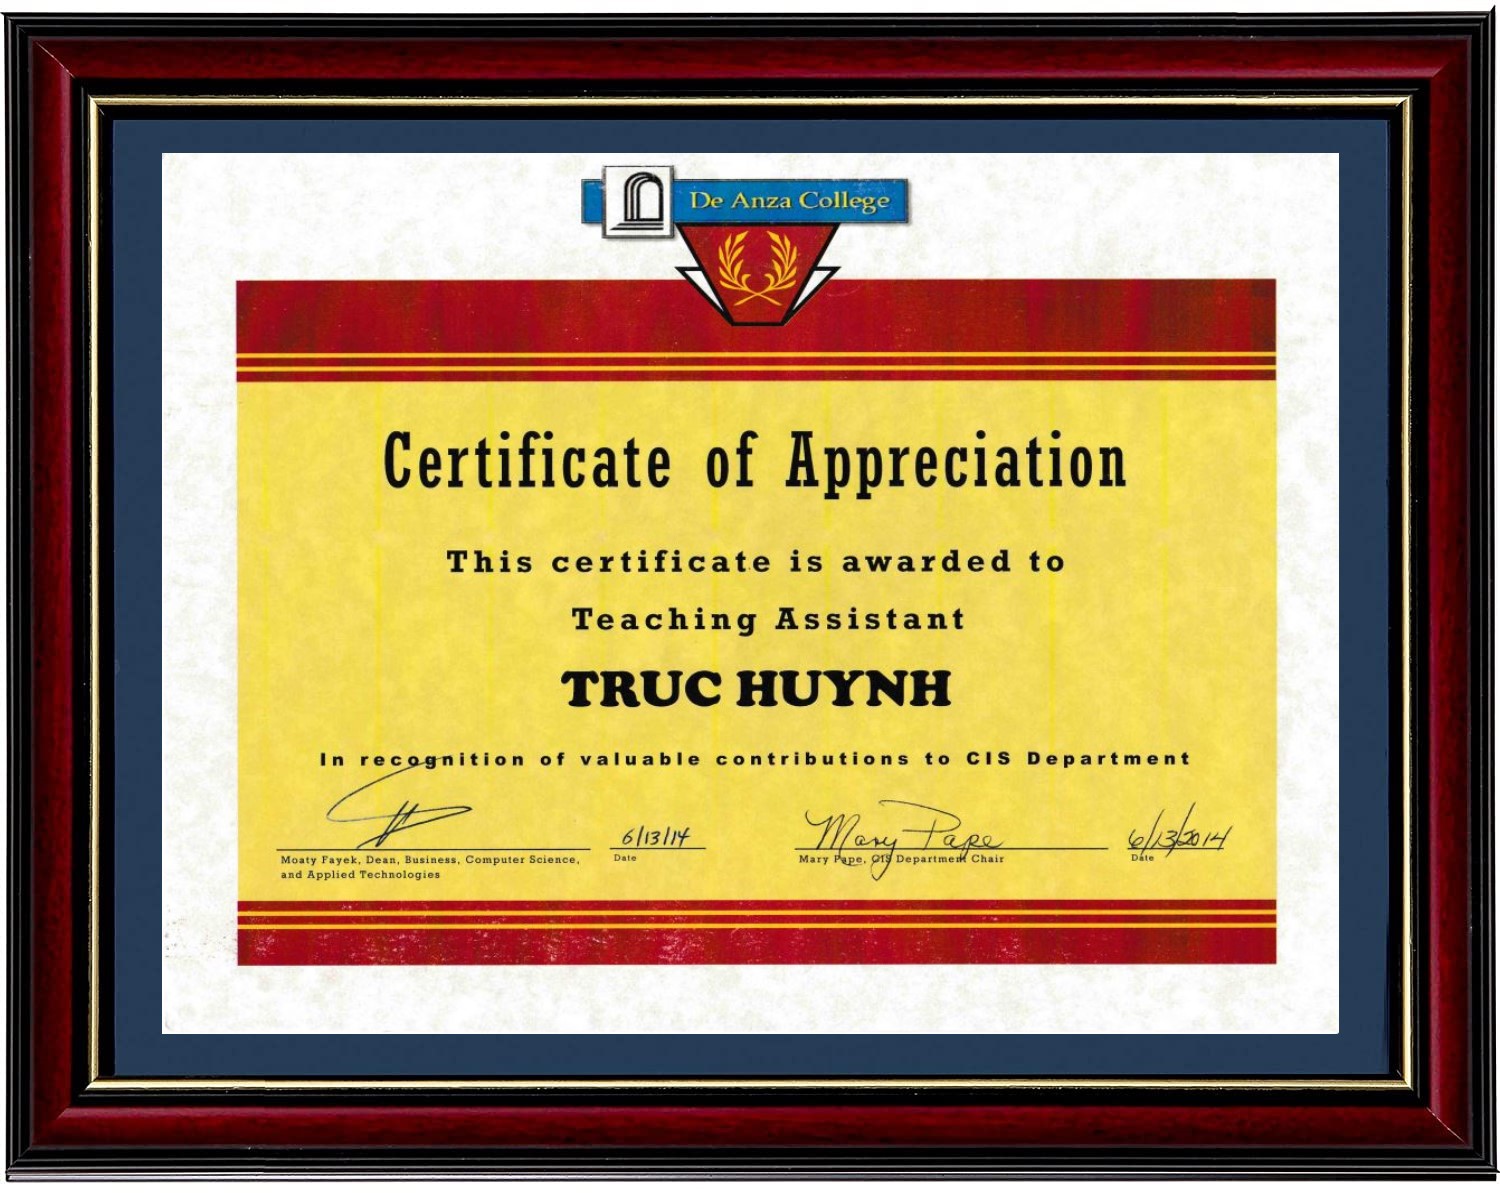 De Anza College
Certificate of Appreciation
This certificate is awarded to
Teaching Assistant
TRUC HUYNH
In recognition of valuable contributions to CIS Department
6/13/14
Mary Pape
6/13/2014
Moaty Fayek, Dean, Business, Computer Science,
and Applied Technologies
Date
Mary Pape, CIS Department Chair
Date